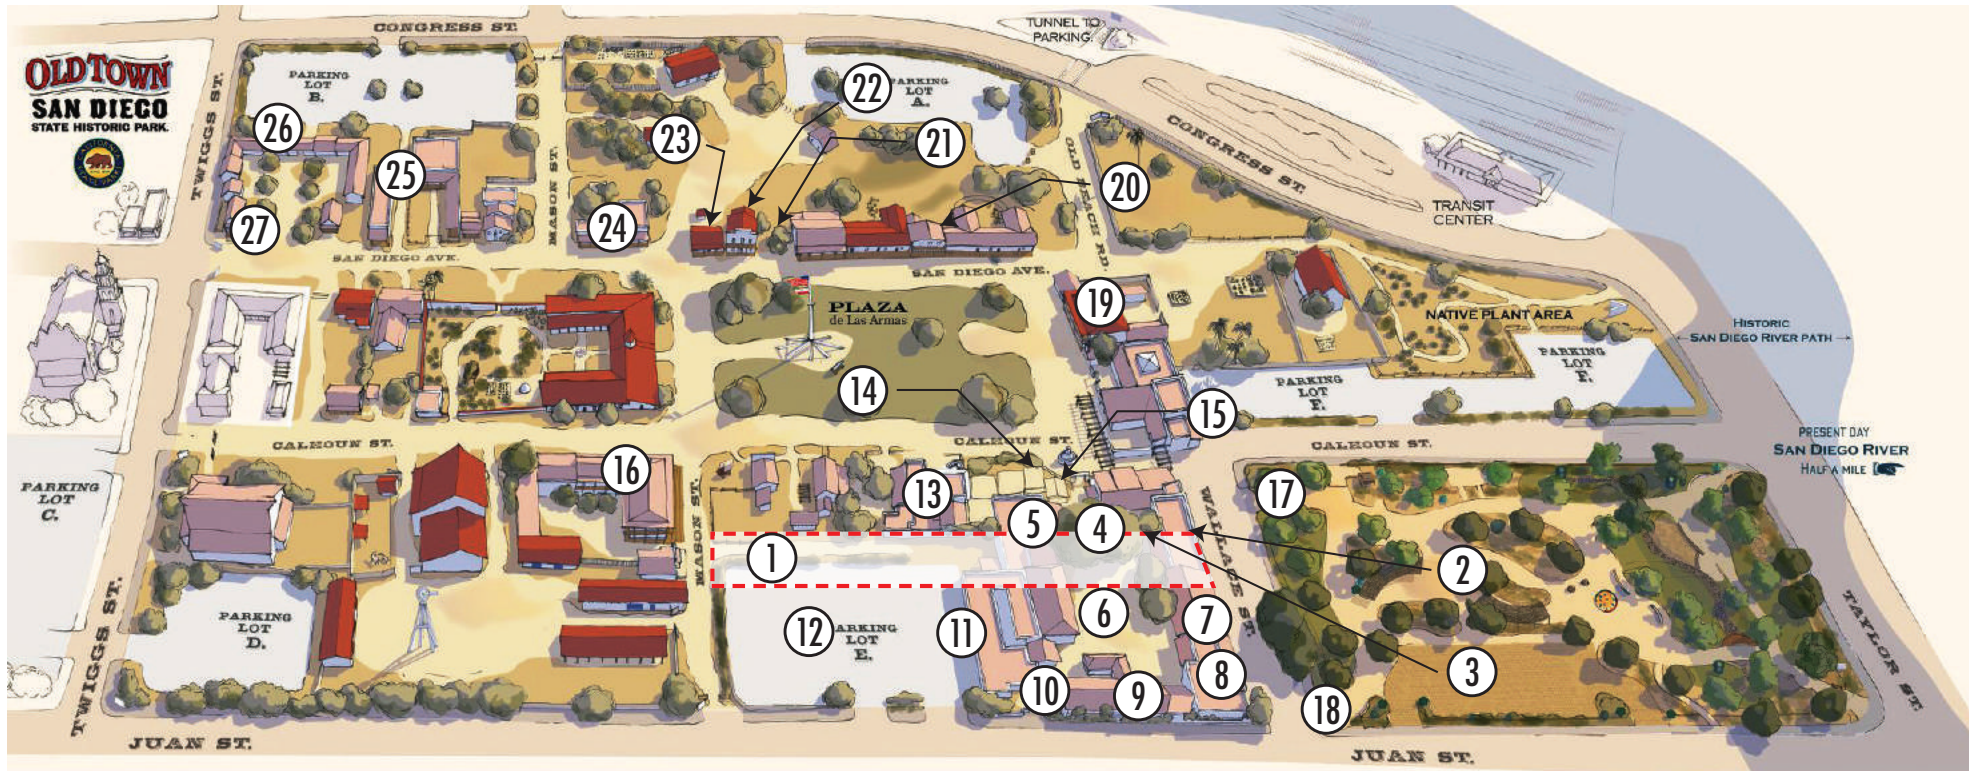 OLD TOWN
SAN DIEGO
STATE HISTORIC PARK.
CONGRESS ST.
TUNNEL TO
PARKING.
PARKING
LOT
B.
PARKING
LOT
A.
TWIGGS ST.
MASON ST.
OLD BEACH RD.
CONGRESS ST.
TRANSIT
CENTER
22
23
21
26
25
20
27
24
SAN DIEGO AVE.
SAN DIEGO AVE.
PLAZA
de Las Armas
19
NATIVE PLANT AREA
HISTORIC
SAN DIEGO RIVER PATH
PARKING
LOT
F.
PARKING
LOT
F.
14
15
CALHOUN ST.
CALHOUN ST.
CALHOUN ST.
PRESENT DAY
SAN DIEGO RIVER
HALF A MILE
PARKING
LOT
C.
16
13
5
4
17
MASON ST.
WALLACE ST.
1
2
TWIGGS ST.
PARKING
LOT
D.
12
PARKING
LOT
E.
11
6
7
3
TAYLOR ST.
10
9
8
18
JUAN ST.
JUAN ST.